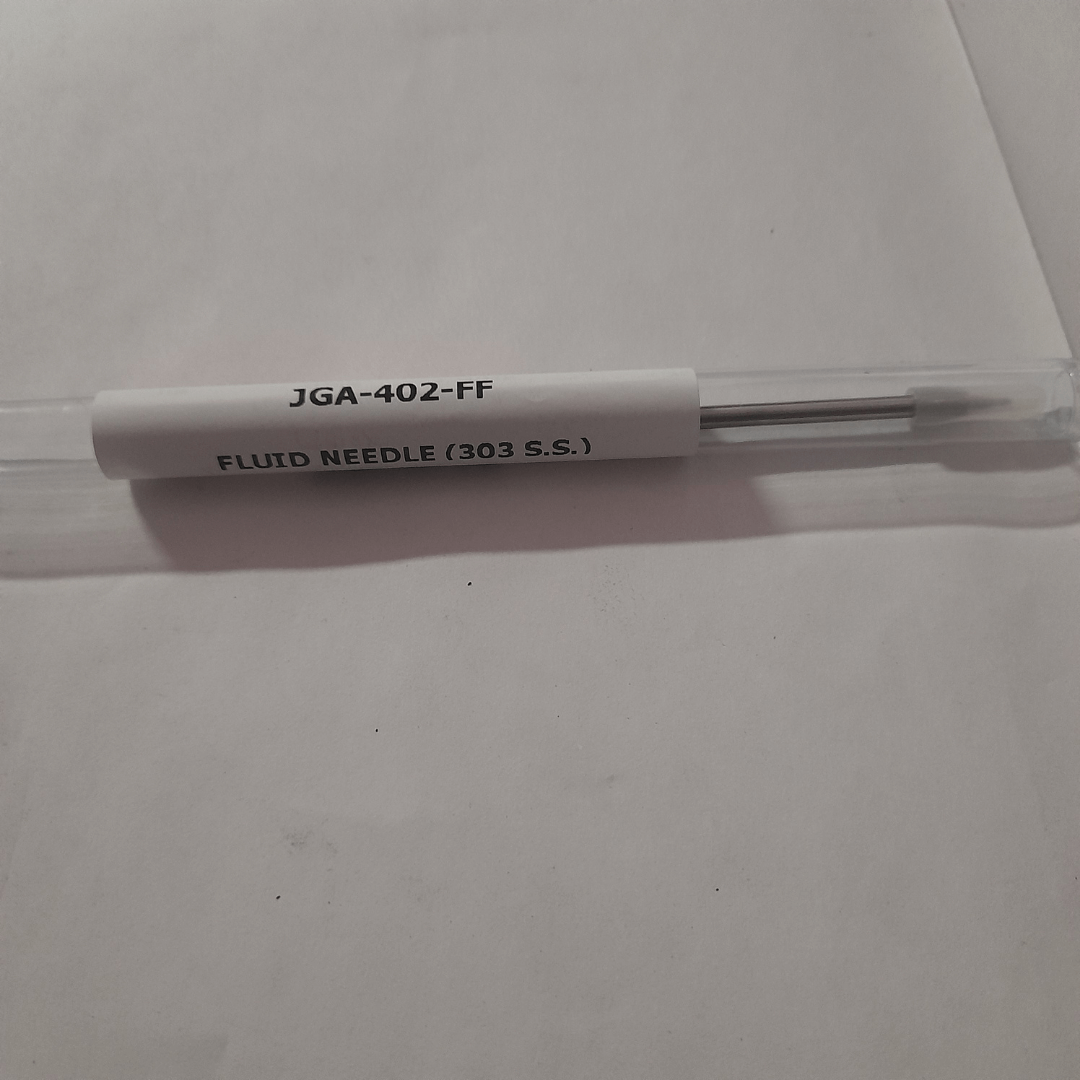 JGA-402-FF
FLUID NEEDLE (303 S.S.)